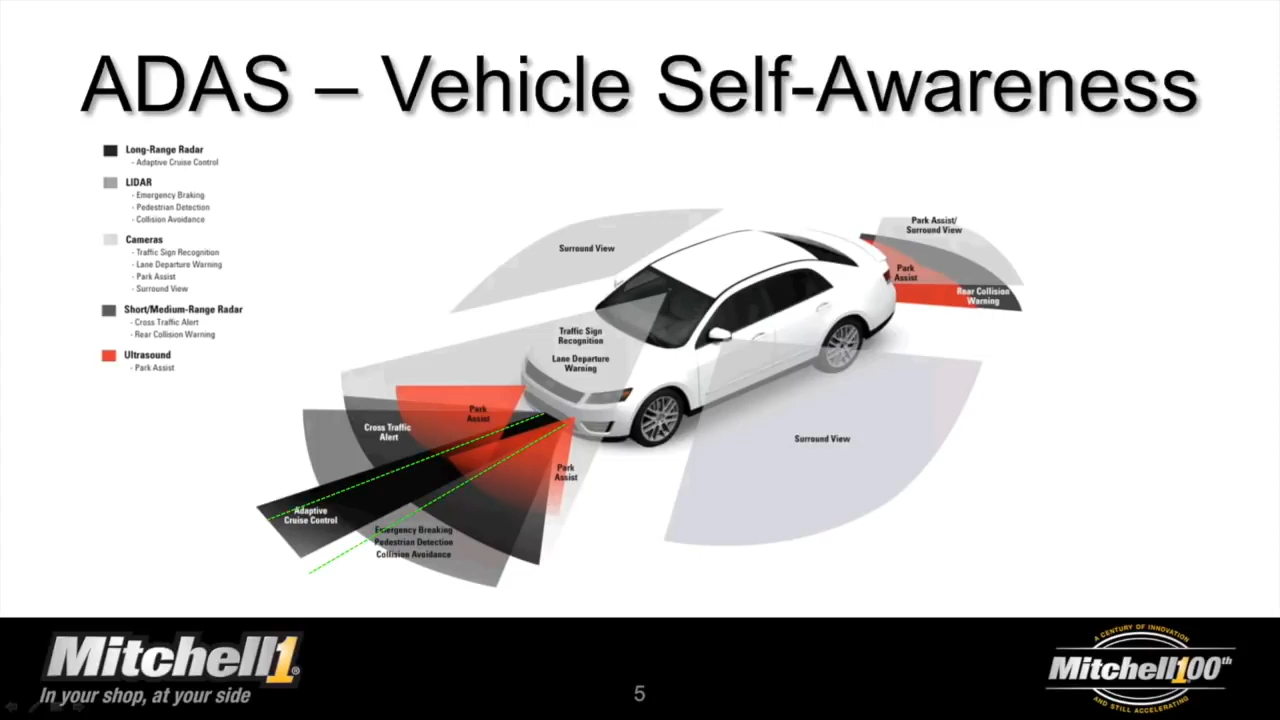 ADAS – Vehicle Self-Awareness
Long-Range Radar
- Adaptive Cruise Control
LIDAR
- Emergency Braking
- Pedestrian Detection
- Collision Avoidance
Cameras
- Traffic Sign Recognition
- Lane Departure Warning
- Park Assist
- Surround View
Short/Medium-Range Radar
- Cross Traffic Alert
- Rear Collision Warning
Ultrasound
- Park Assist
Surround View
Park Assist/
Surround View
Park
Assist
Rear Collision
Warning
Traffic Sign
Recognition
Lane Departure
Warning
Park
Assist
Cross Traffic
Alert
Park
Assist
Surround View
Adaptive
Cruise Control
Emergency Breaking
Pedestrian Detection
Collision Avoidance
Mitchell1®
In your shop, at your side
5
A CENTURY OF INNOVATION
Mitchell100th
AND STILL ACCELERATING